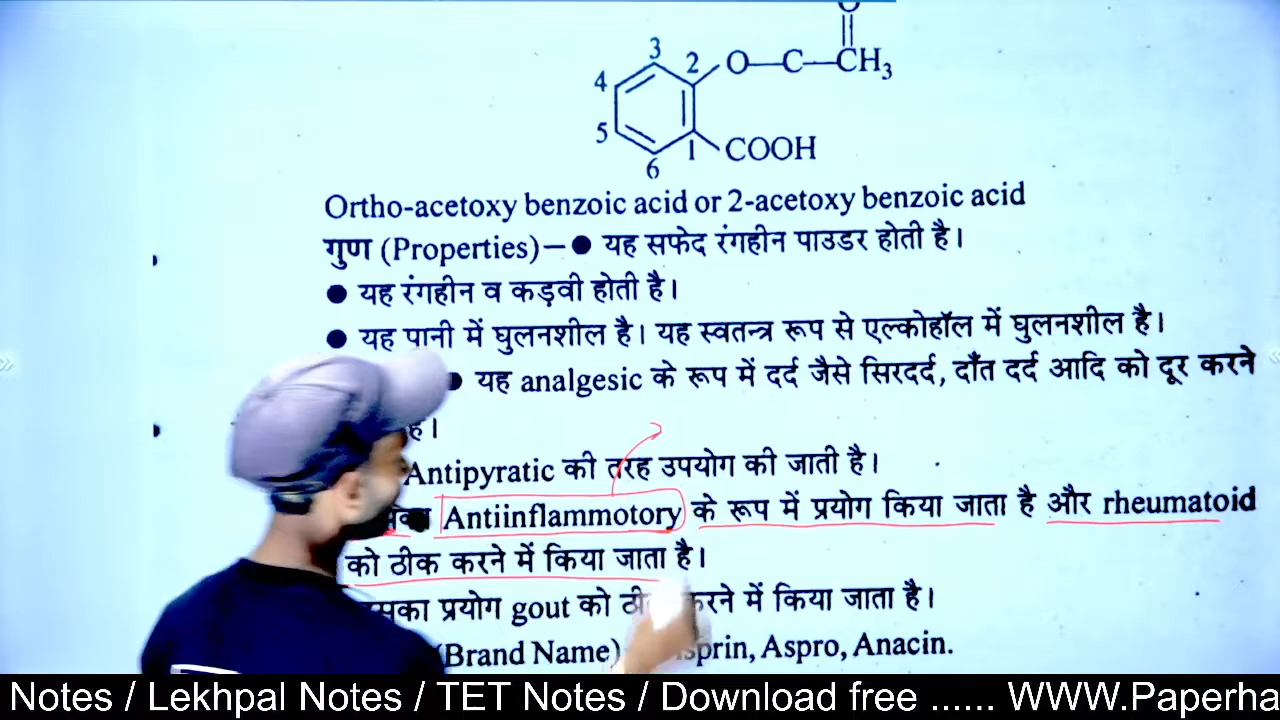 O
3
2 O—C—CH₃
4
5
1 COOH
6
Ortho-acetoxy benzoic acid or 2-acetoxy benzoic acid
गुण (Properties)—● यह सफेद रंगहीन पाउडर होती है।
● यह रंगहीन व कड़वी होती है।
● यह पानी में घुलनशील है। यह स्वतन्त्र रूप से एल्कोहॉल में घुलनशील है।
● यह analgesic के रूप में दर्द जैसे सिरदर्द, दाँत दर्द आदि को दूर करने
है।
Antipyratic की तरह उपयोग की जाती है।
Antiinflammotory के रूप में प्रयोग किया जाता है और rheumatoid
को ठीक करने में किया जाता है।
प्रयोग gout को करने में किया जाता है।
(Brand Name) Aspro, Anacin.
Notes / Lekhpal Notes / TET Notes / Download free ...... WWW.Paperha